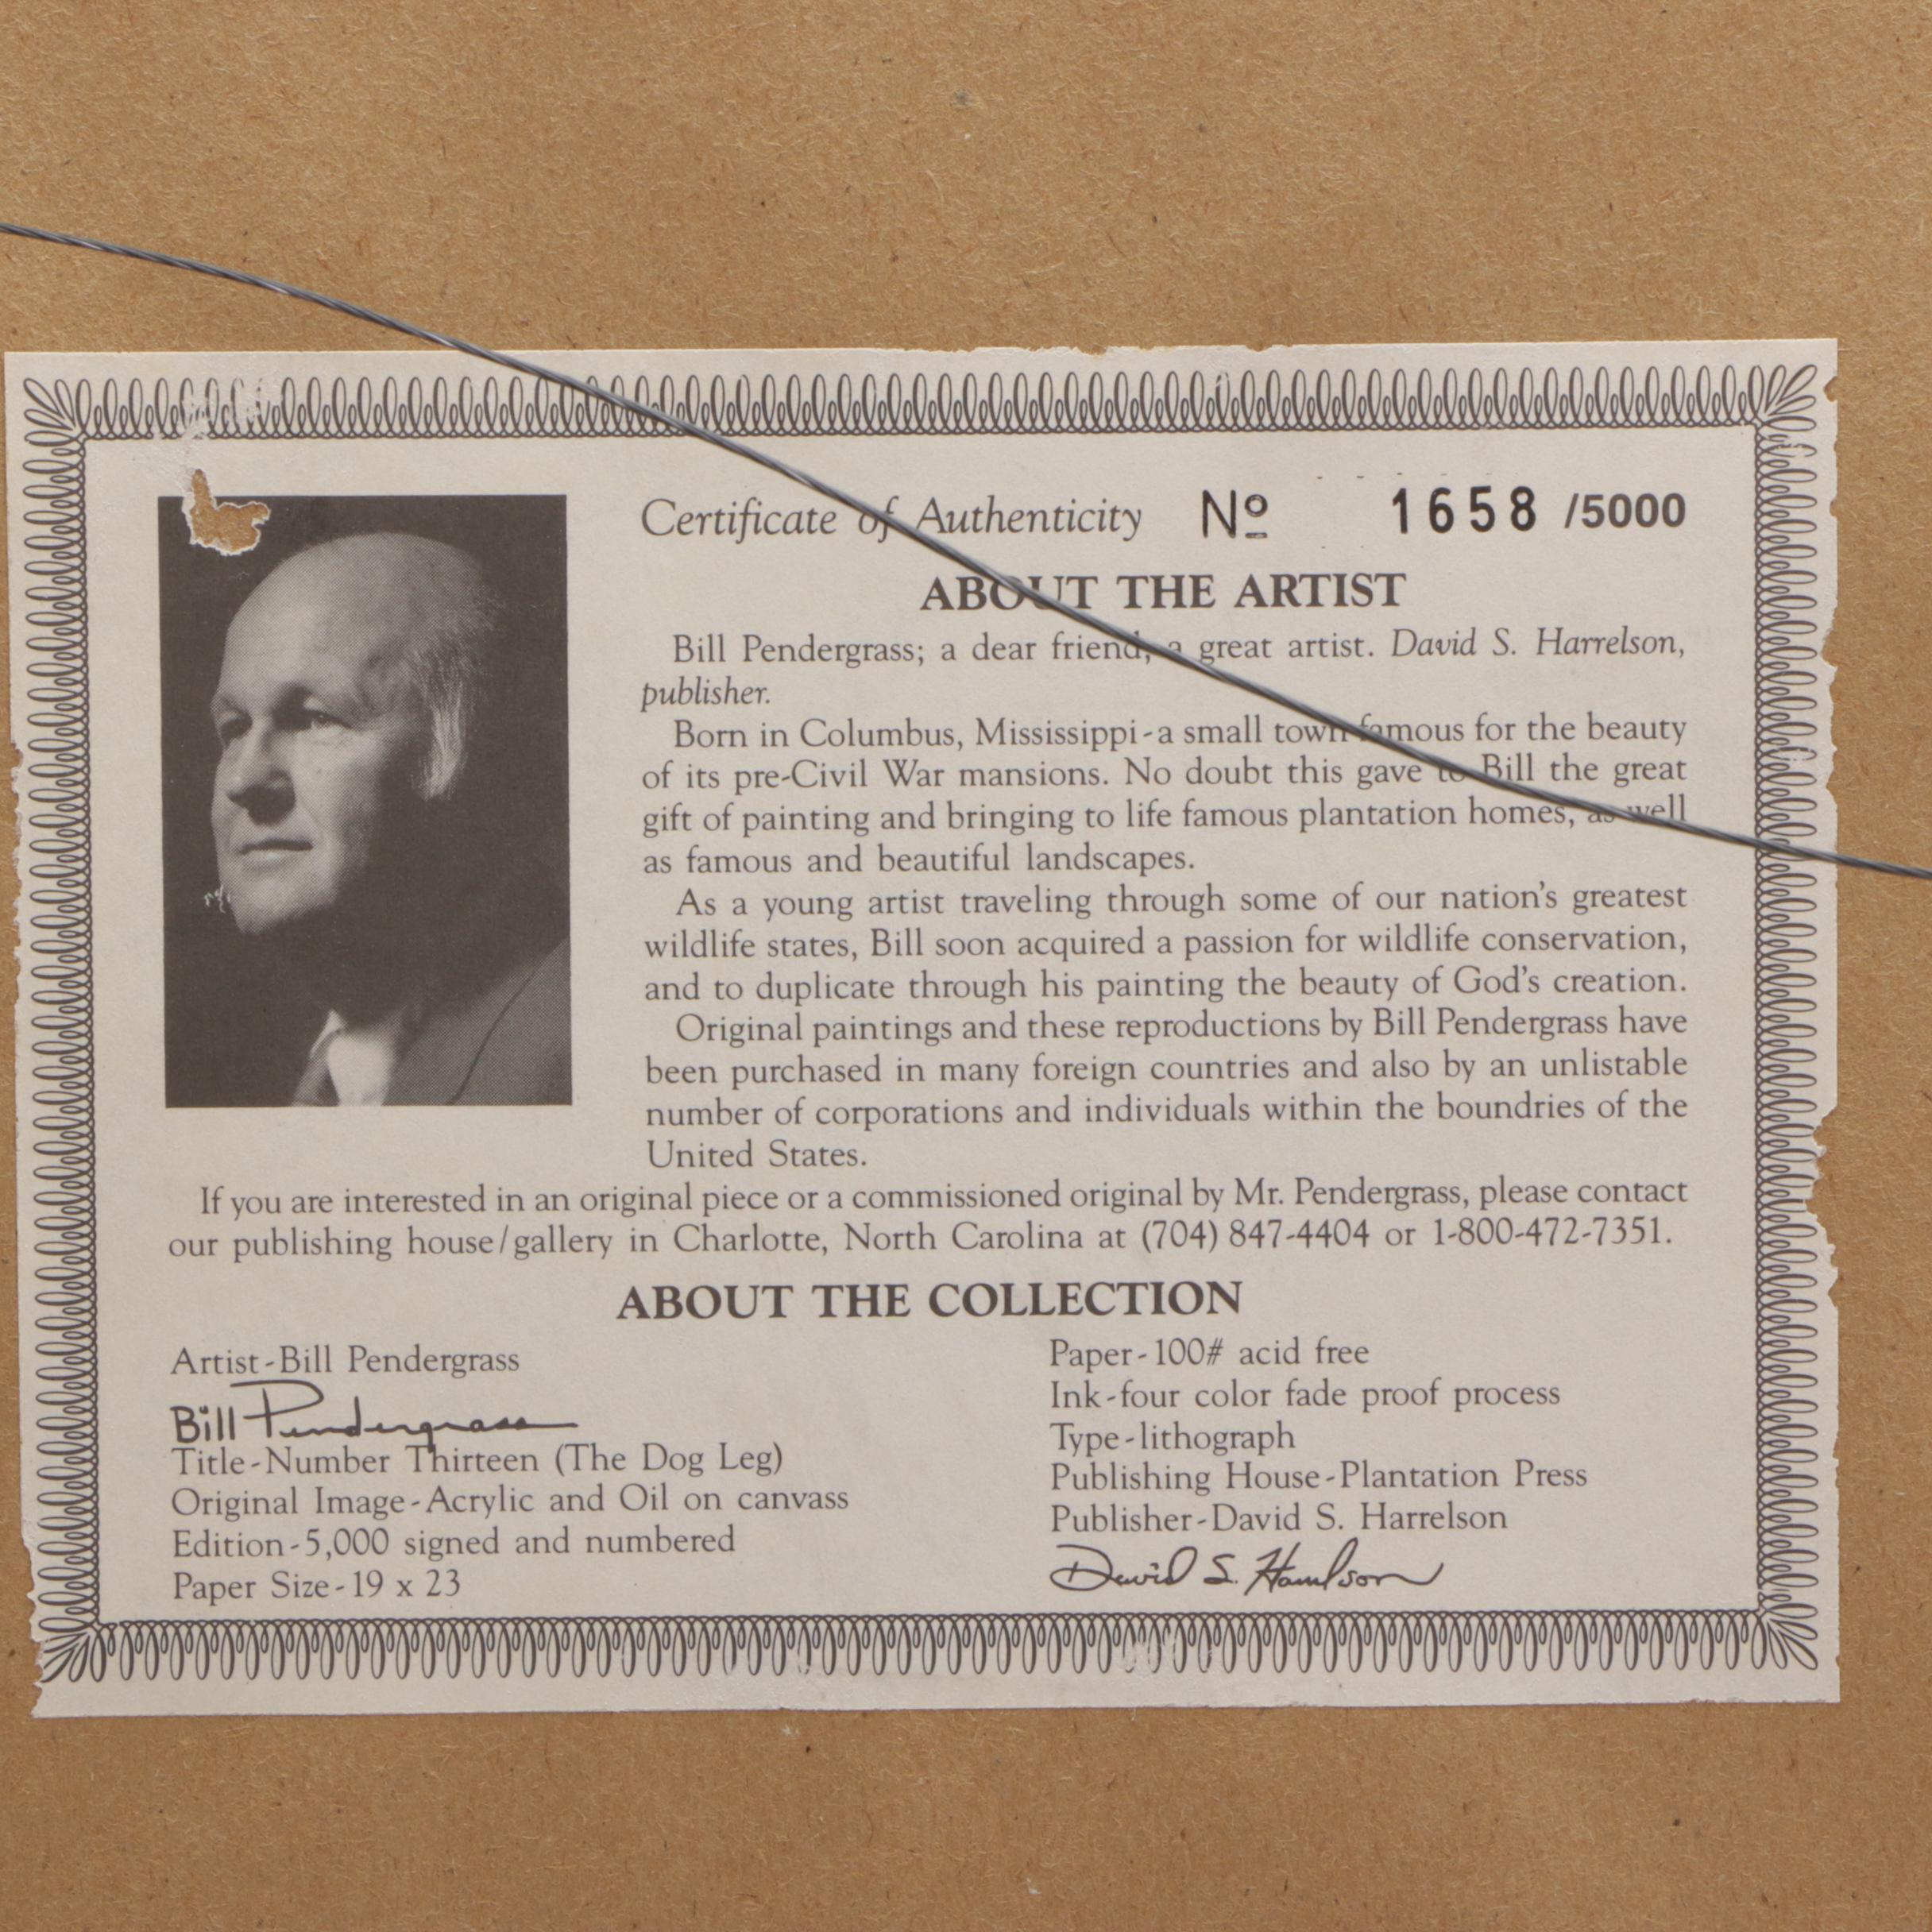 Certificate of Authenticity Nº 1658 /5000
ABOUT THE ARTIST
Bill Pendergrass; a dear friend, a great artist. David S. Harrelson,
publisher.
Born in Columbus, Mississippi-a small town famous for the beauty
of its pre-Civil War mansions. No doubt this gave to Bill the great
gift of painting and bringing to life famous plantation homes, as well
as famous and beautiful landscapes.
As a young artist traveling through some of our nation's greatest
wildlife states, Bill soon acquired a passion for wildlife conservation,
and to duplicate through his painting the beauty of God's creation.
Original paintings and these reproductions by Bill Pendergrass have
been purchased in many foreign countries and also by an unlistable
number of corporations and individuals within the boundries of the
United States.
If you are interested in an original piece or a commissioned original by Mr. Pendergrass, please contact
our publishing house/gallery in Charlotte, North Carolina at (704) 847-4404 or 1-800-472-7351.
ABOUT THE COLLECTION
Artist-Bill Pendergrass
Bill Pendergrass
Title-Number Thirteen (The Dog Leg)
Original Image-Acrylic and Oil on canvass
Edition-5,000 signed and numbered
Paper Size-19 x 23
Paper-100# acid free
Ink-four color fade proof process
Type-lithograph
Publishing House-Plantation Press
Publisher-David S. Harrelson
David S. Harrelson